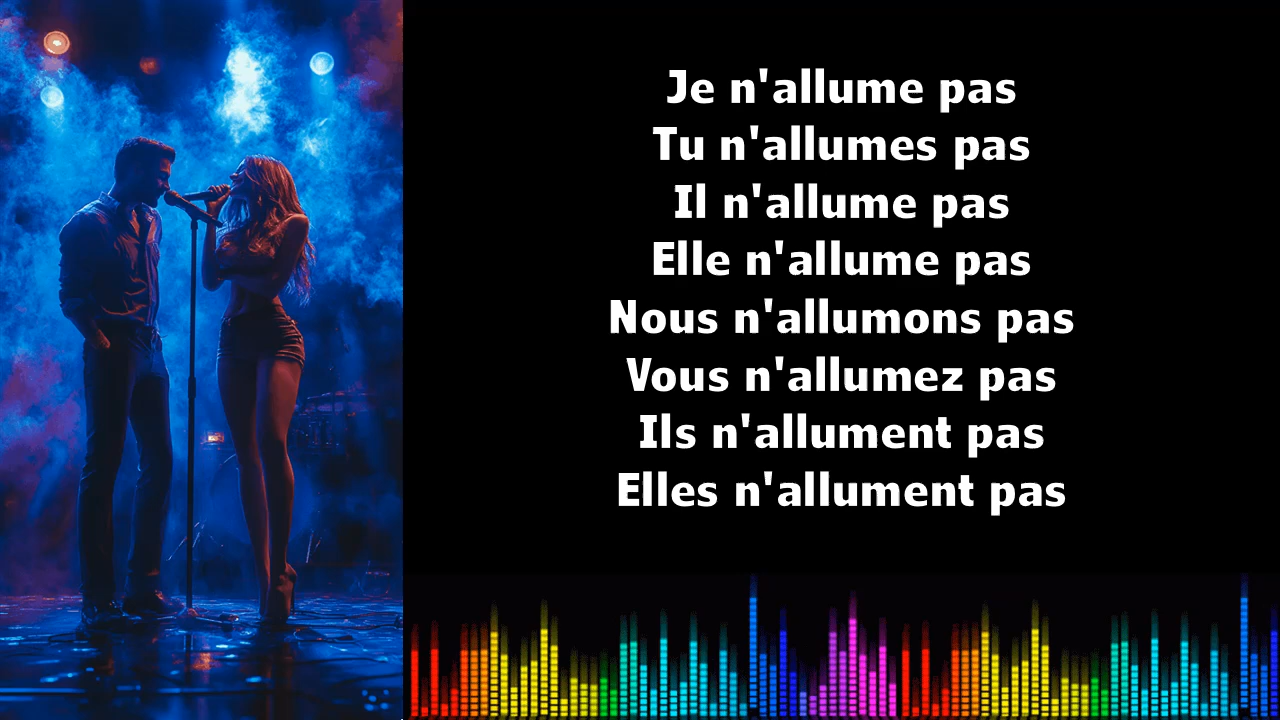 Je n'allume pas
Tu n'allumes pas
Il n'allume pas
Elle n'allume pas
Nous n'allumons pas
Vous n'allumez pas
Ils n'allument pas
Elles n'allument pas